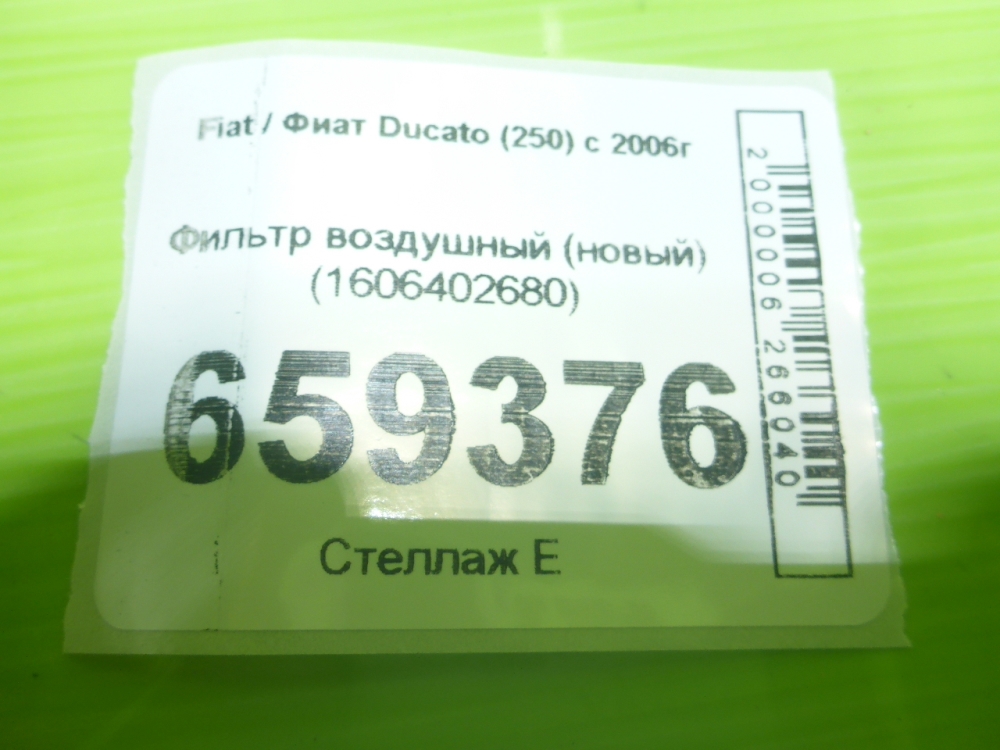 Fiat / Фиат Ducato (250) с 2006г
Фильтр воздушный (новый)
(1606402680)
659376
Стеллаж E
2000006266040